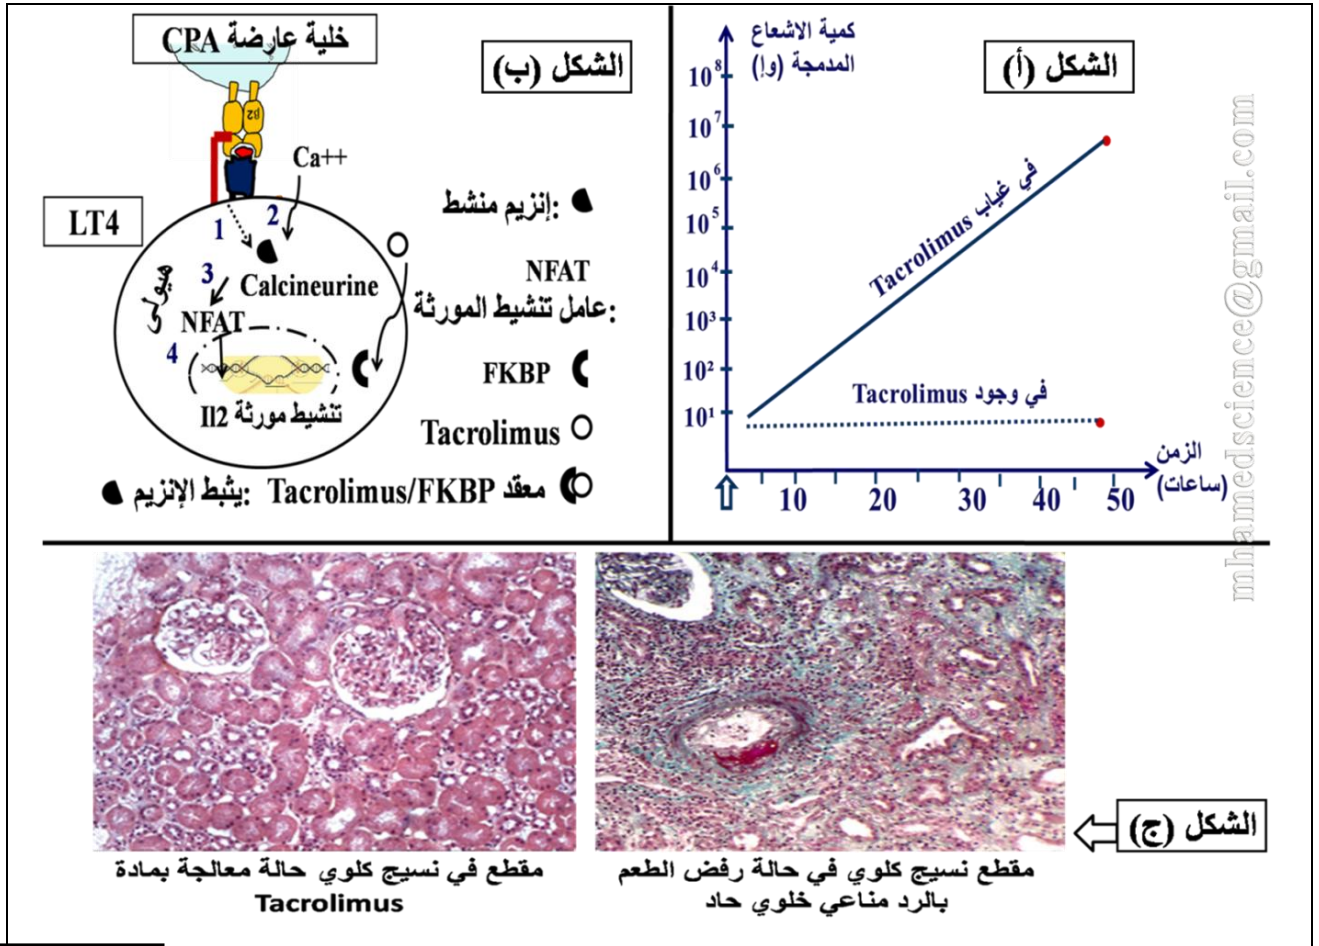 الشكل (أ)
كمية الاشعاع
المدمجة (وإ)
10⁸
10⁷
10⁶
10⁵
10⁴
10³
10²
10¹
في غياب Tacrolimus
في وجود Tacrolimus
الزمن
(ساعات)
10 20 30 40 50
mhamedscience@gmail.com
الشكل (ب)
خلية عارضة CPA
β2
Ca++
LT4
1
2
3
4
هيولى
Calcineurine
NFAT
تنشيط مورثة Il2
:إنزيم منشط
NFAT
:عامل تنشيط المورثة
FKBP
Tacrolimus
معقد Tacrolimus/FKBP :يثبط الإنزيم
الشكل (ج)
مقطع نسيج كلوي في حالة رفض الطعم
بالرد مناعي خلوي حاد
مقطع في نسيج كلوي حالة معالجة بمادة
Tacrolimus